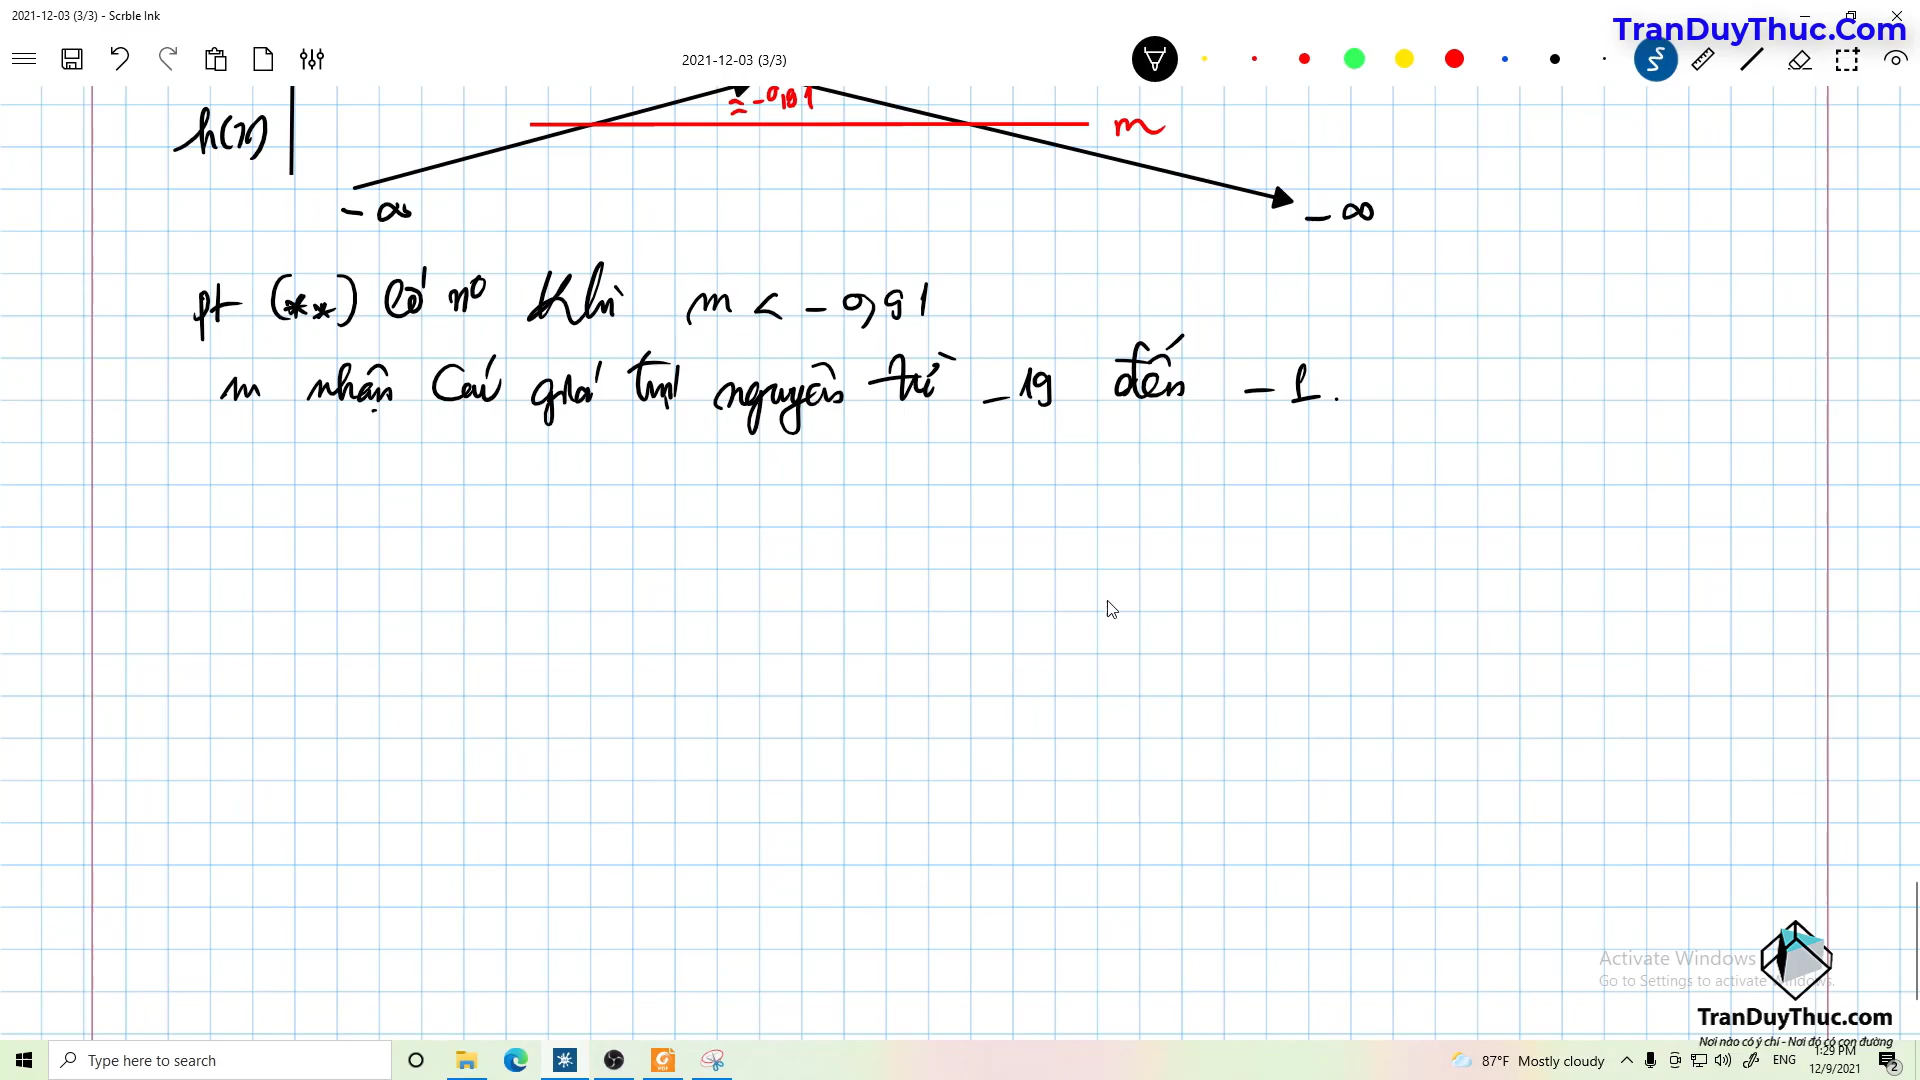 2021-12-03 (3/3) - Scrble Ink
TranDuyThuc.Com
2021-12-03 (3/3)
≈ -0,91
h(x)
m
- ∞
- ∞
pt (**) có nº khi m < -0,91
m nhận các giá trị nguyên từ -19 đến -1.
Activate Windows
Go to Settings to activate Windows.
TranDuyThuc.com
Nơi nào có ý chí - Nơi đó có con đường
Type here to search
87°F Mostly cloudy
ENG
1:29 PM
12/9/2021
2